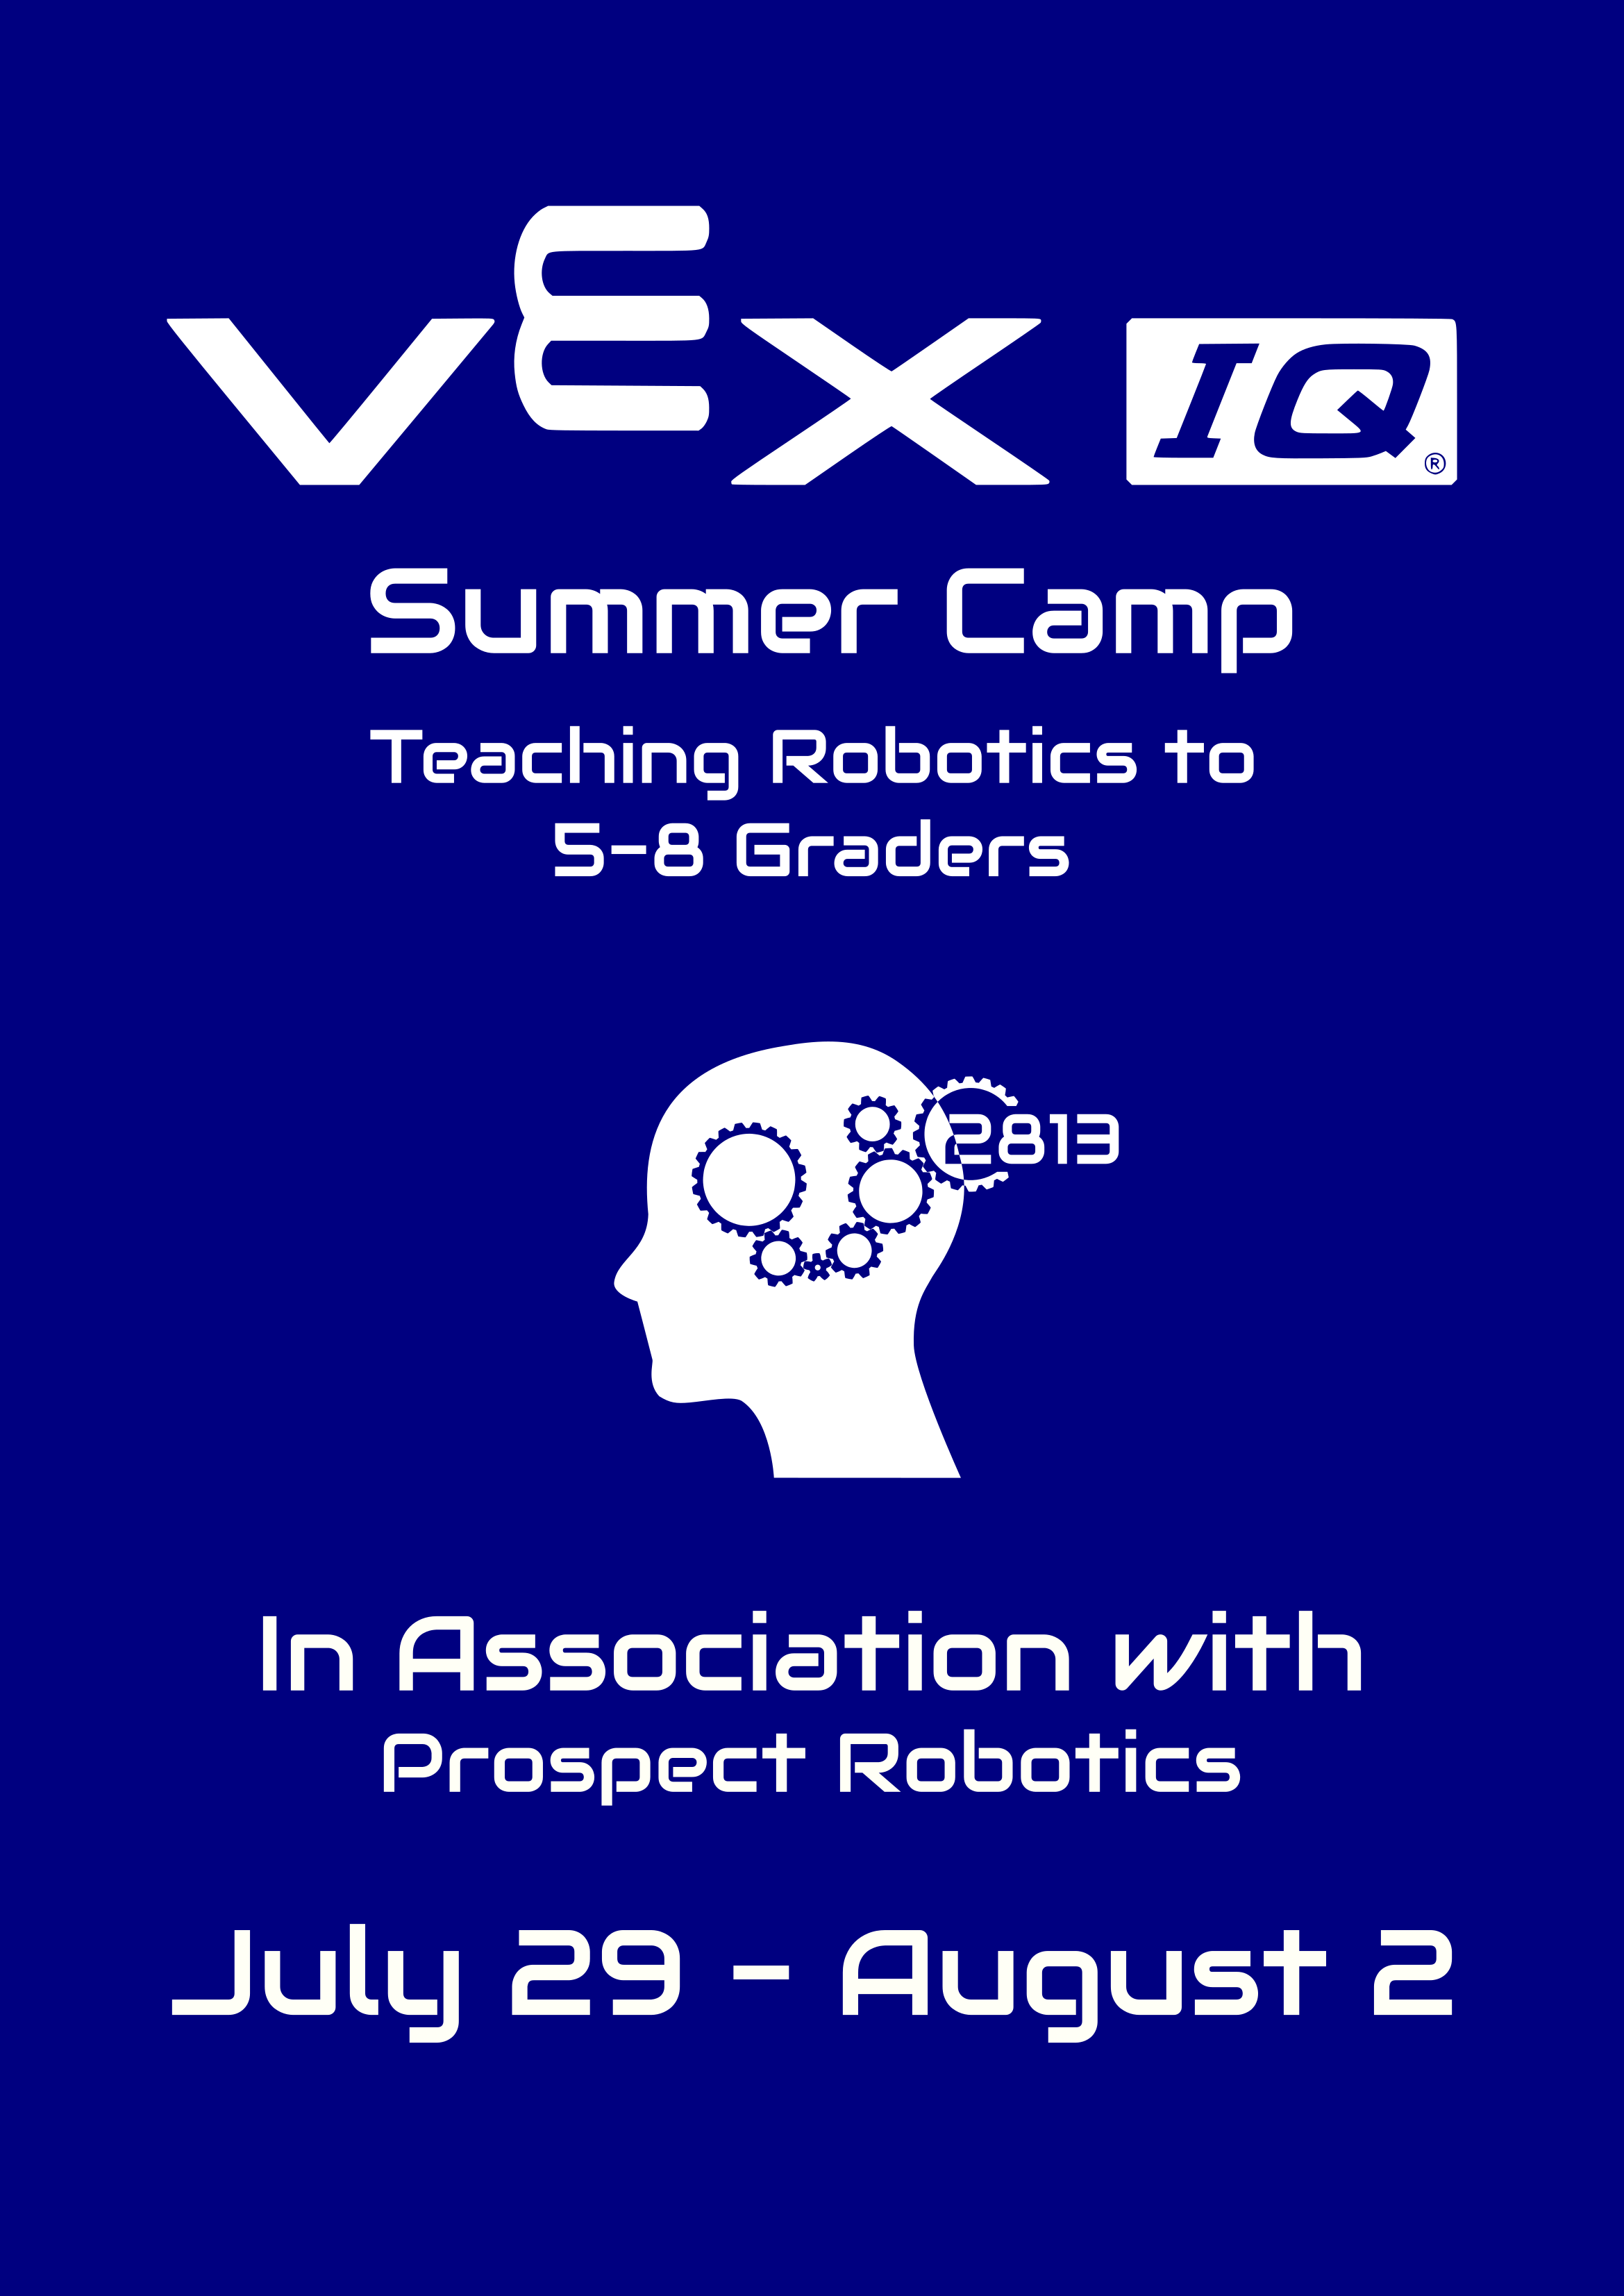 VEX IQ®
Summer Camp
Teaching Robotics to
5-8 Graders
2813
In Association with
Prospect Robotics
July 29 - August 2